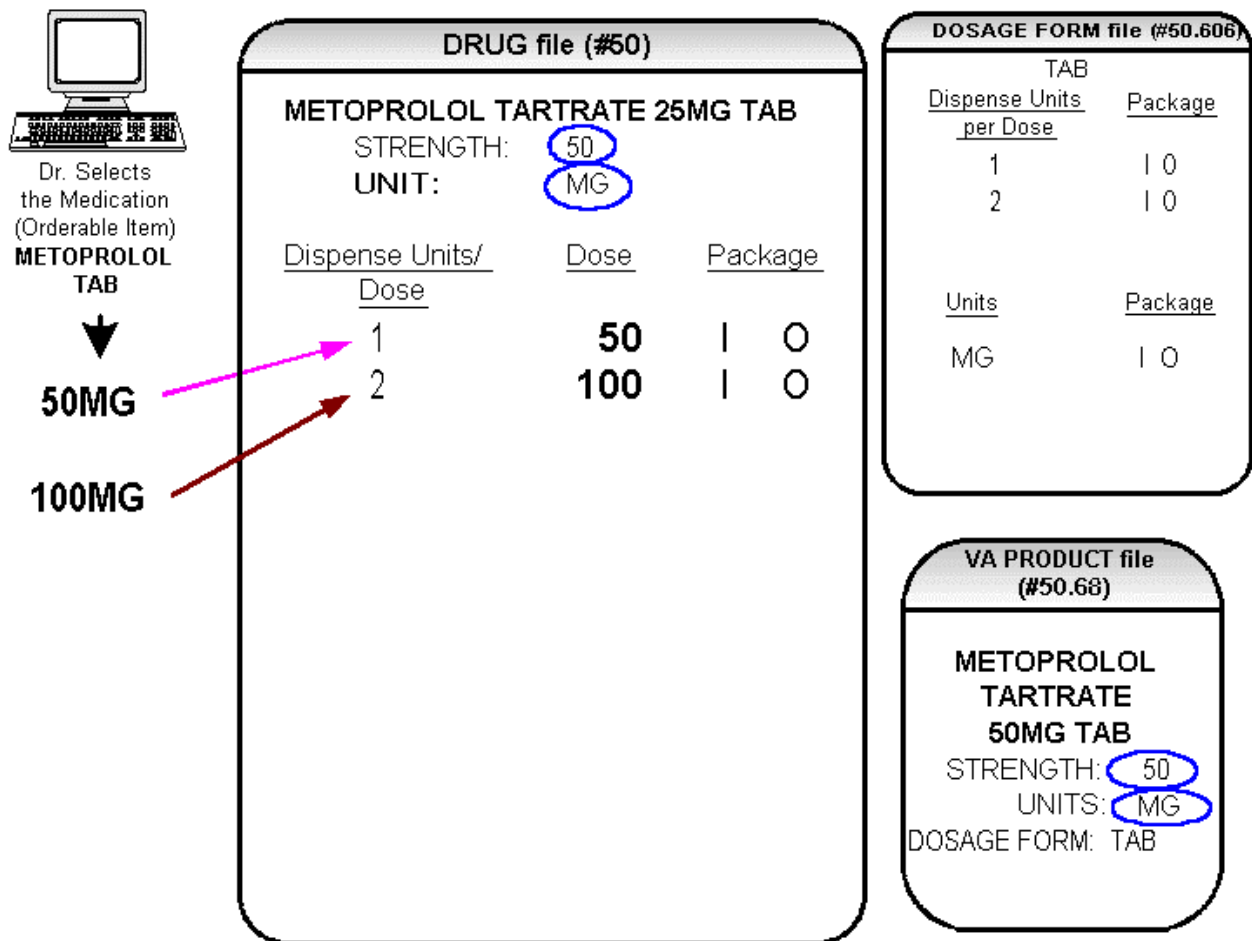 Dr. Selects
the Medication
(Orderable Item)
METOPROLOL
TAB
50MG
100MG
DRUG file (#50)
METOPROLOL TARTRATE 25MG TAB
STRENGTH: 50
UNIT: MG
Dispense Units/ Dose Package
Dose
1 50 I O
2 100 I O
DOSAGE FORM file (#50.606)
TAB
Dispense Units Package
per Dose
1 I O
2 I O
Units Package
MG I O
VA PRODUCT file
(#50.68)
METOPROLOL
TARTRATE
50MG TAB
STRENGTH: 50
UNITS: MG
DOSAGE FORM: TAB